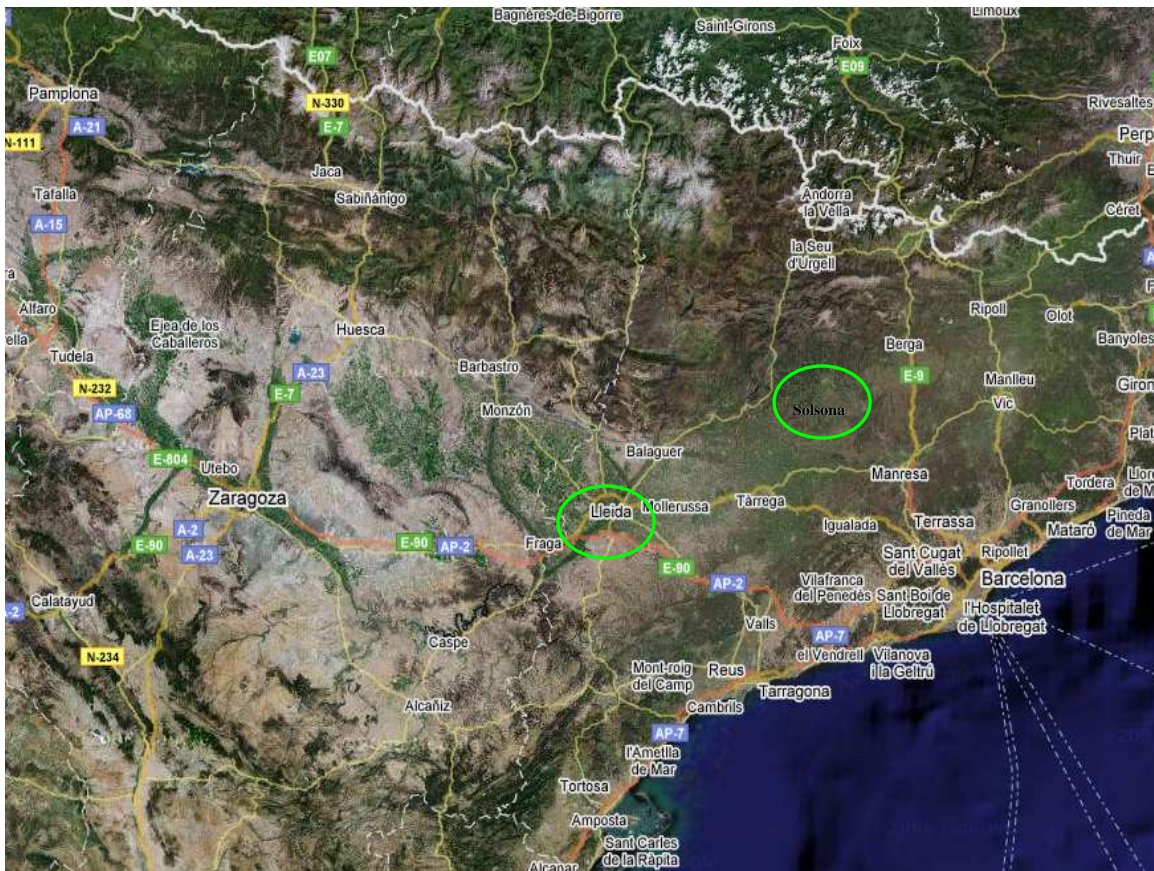 Bagnères-de-Bigorre
Limoux
Saint-Girons
Foix
E07
E09
Pamplona
N-330
Rivesaltes
A-21
E-7
N-111
Perp
Thuir
Jaca
Tafalla
Sabiñánigo
Andorra
la Vella
Céret
A-15
la Seu
d'Urgell
Alfaro
Ejea de los
Caballeros
Huesca
Ripoll
Olot
Banyoles
Tudela
Berga
Barbastro
A-23
E-9
Manlleu
Giron
N-232
E-7
AP-68
Monzón
Solsona
Vic
Plat
E-804
Balaguer
Utebo
Manresa
Tordera
Zaragoza
Mollerussa
Tàrrega
Granollers
Lloret
de M
Lleida
Igualada
Terrassa
Mataró
Pineda
de Mar
A-2
E-90
AP-2
Fraga
E-90
A-23
Sant Cugat
del Vallès
Ripollet
E-90
Barcelona
AP-2
Vilafranca
del Penedès
Sant Boi de
Llobregat
Calatayud
A-2
l'Hospitalet
de Llobregat
Valls
AP-7
Caspe
el Vendrell
Vilanova
i la Geltrú
N-234
Mont-roig
del Camp
Reus
Tarragona
Alcañiz
Cambrils
AP-7
l'Ametlla
de Mar
Tortosa
Amposta
Sant Carles
de la Ràpita
Alcanar